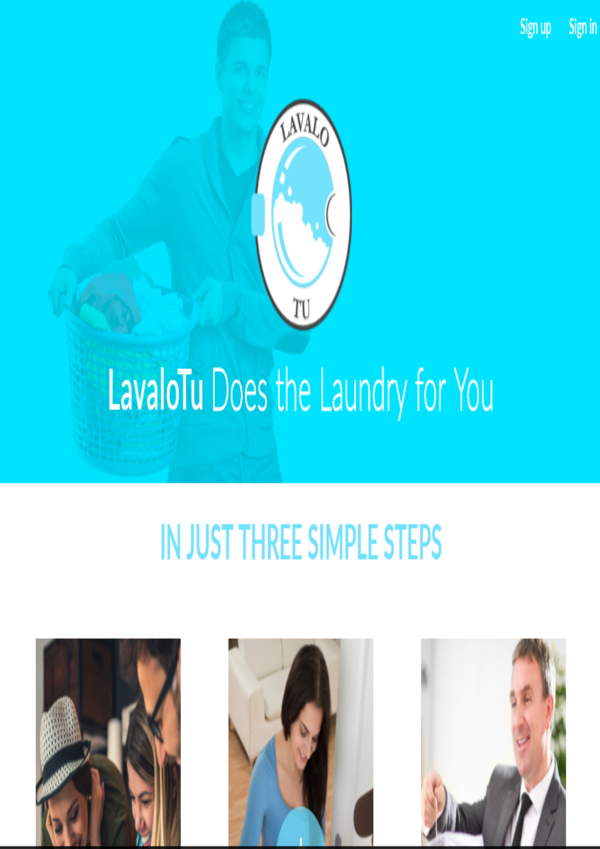 Sign up Sign in
LAVALO
TU
LavaloTu Does the Laundry for You
IN JUST THREE SIMPLE STEPS